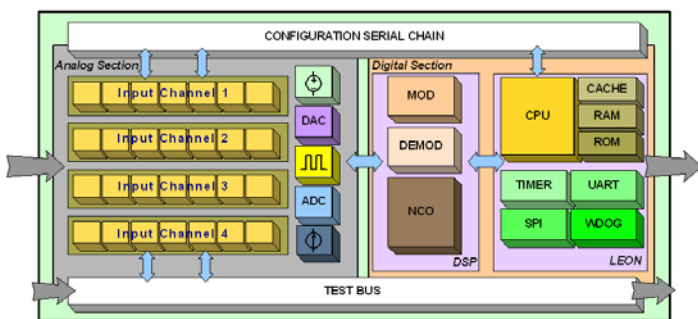 CONFIGURATION SERIAL CHAIN
Analog Section
Digital Section
Input Channel 1
Input Channel 2
Input Channel 3
Input Channel 4
DAC
ADC
MOD
DEMOD
NCO
DSP
CPU
CACHE
RAM
ROM
TIMER
UART
SPI
WDOG
LEON
TEST BUS